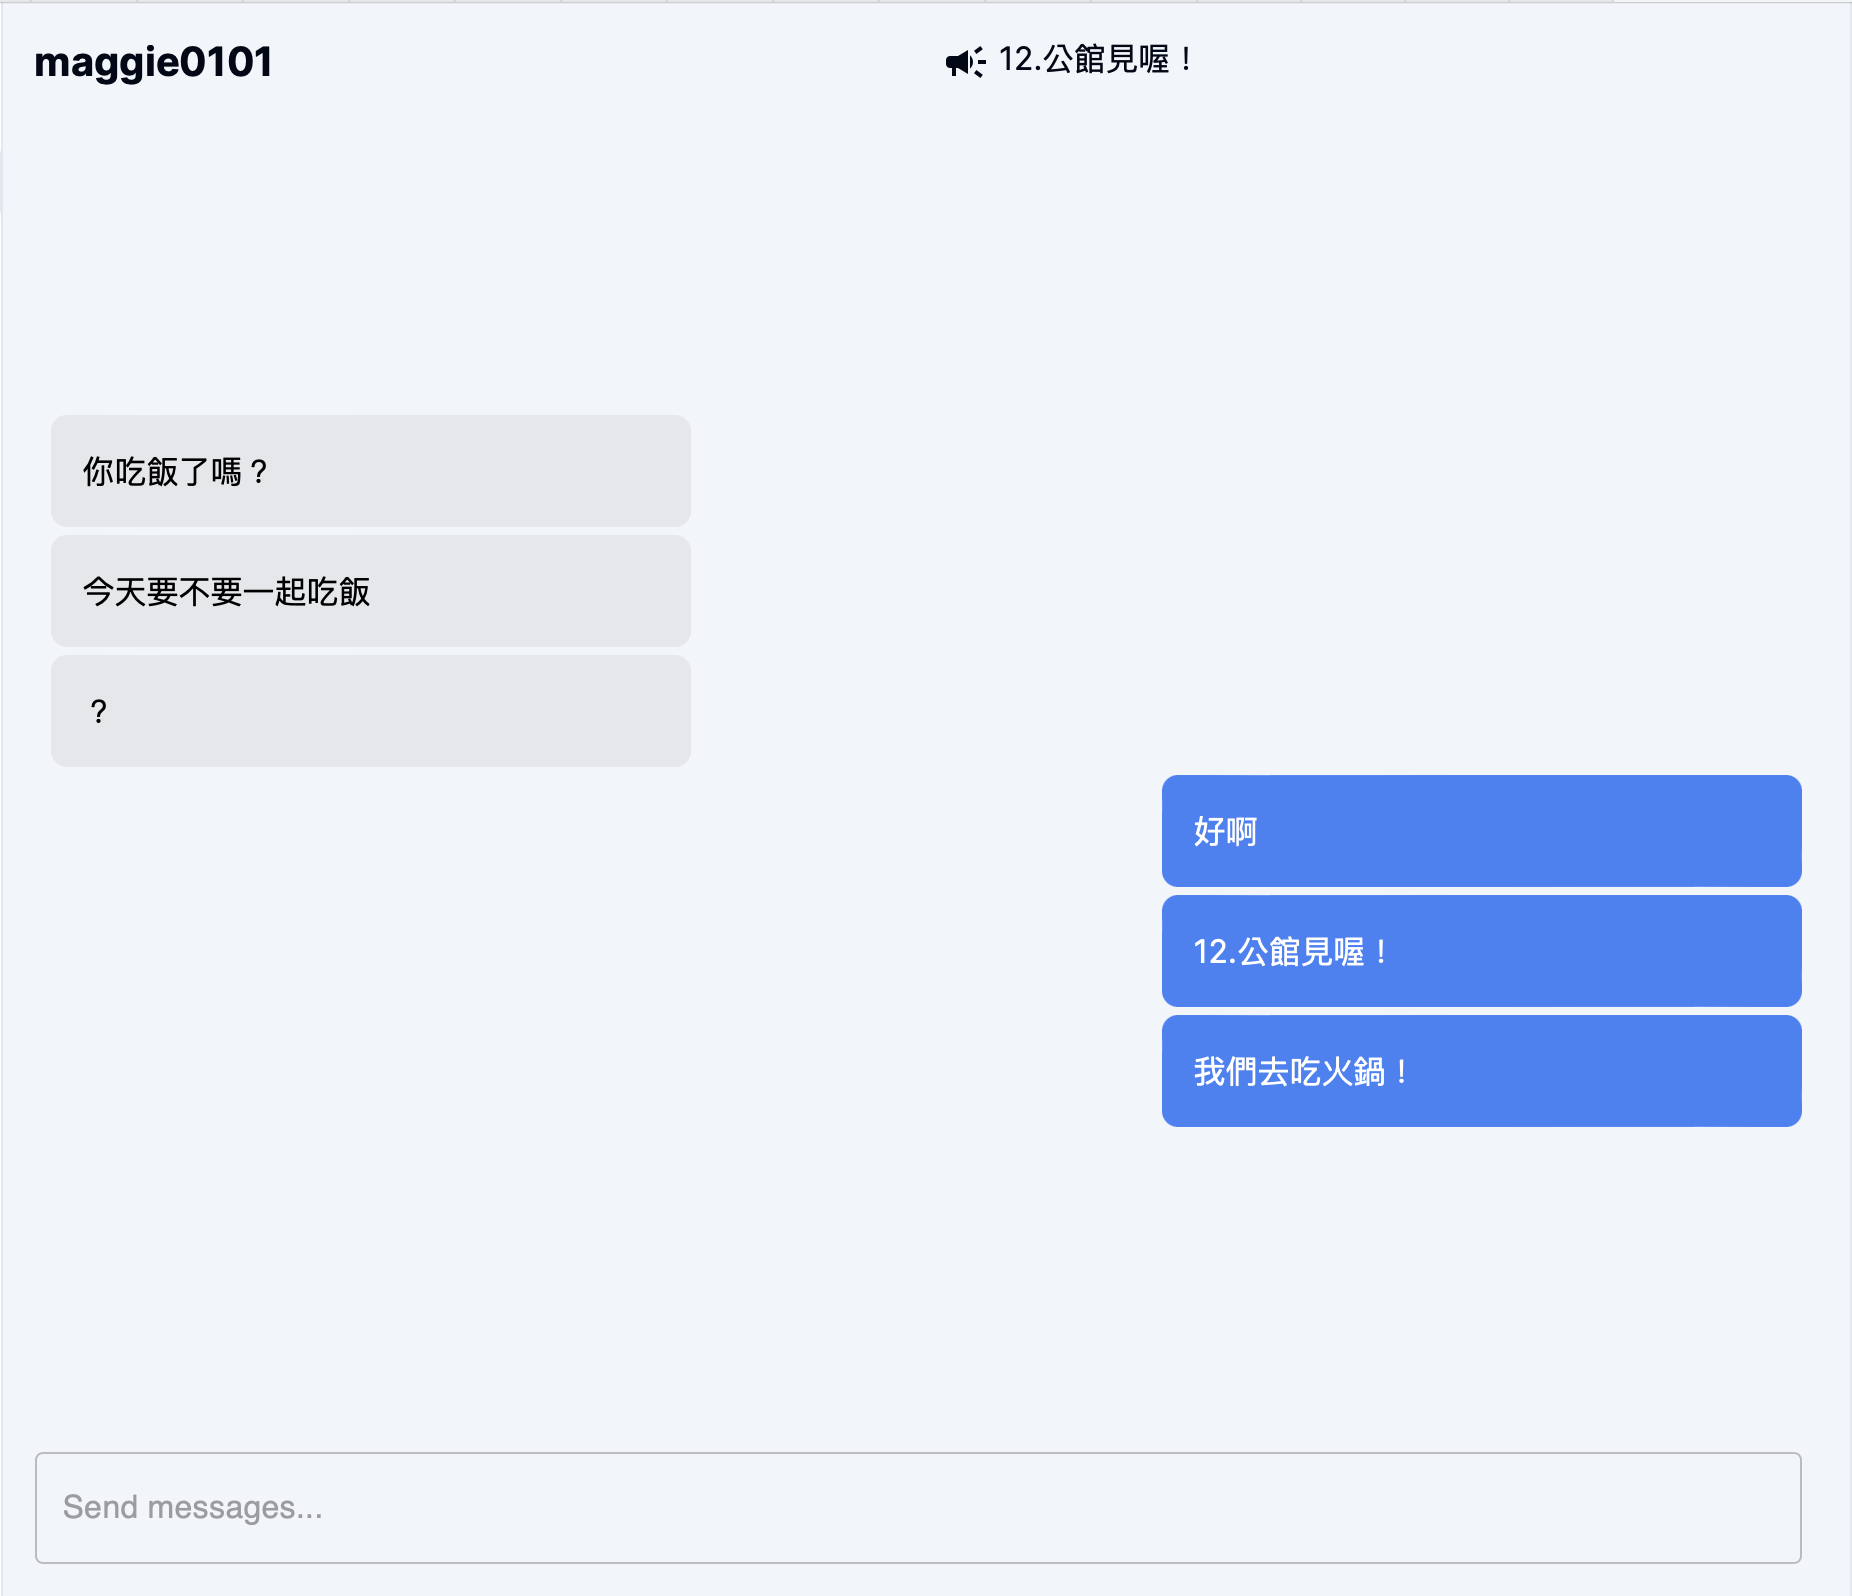 maggie0101
12.公館見喔！
你吃飯了嗎？
今天要不要一起吃飯
？
好啊
12.公館見喔！
我們去吃火鍋！
Send messages...